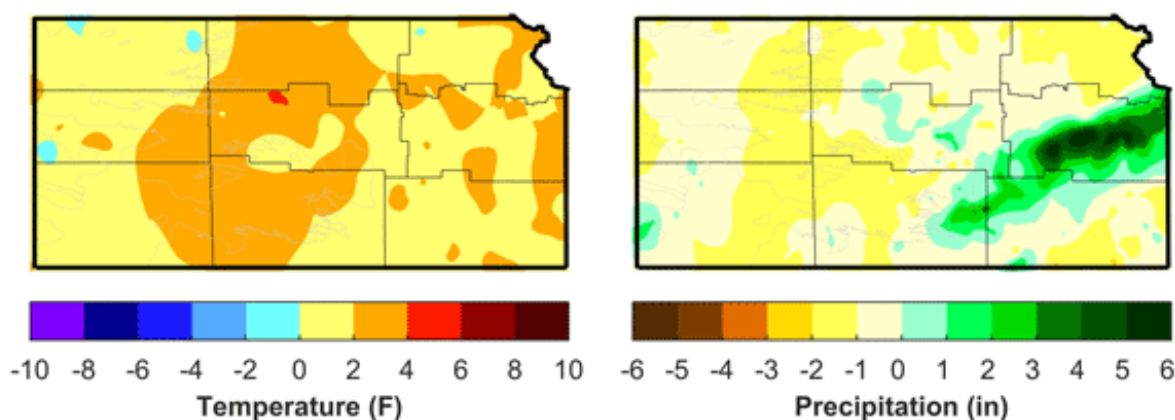 -10 -8 -6 -4 -2 0 2 4 6 8 10
Temperature (F)
-6 -5 -4 -3 -2 -1 0 1 2 3 4 5 6
Precipitation (in)